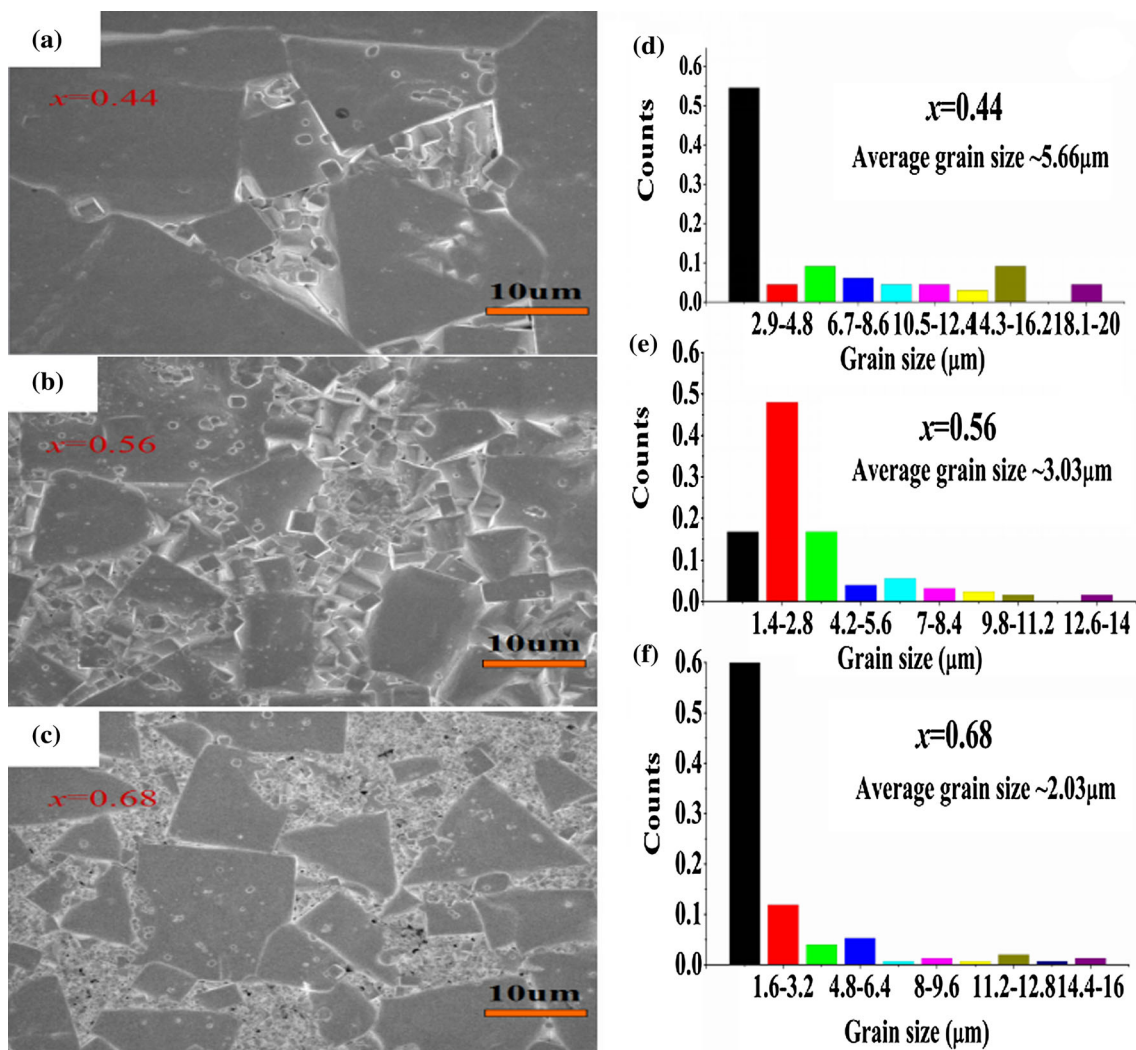 (a)
x=0.44
10um
(b)
x=0.56
10um
(c)
x=0.68
10um
(d)
0.6
0.5
0.4
0.3
0.2
0.1
0.0
Counts
x=0.44
Average grain size ~5.66μm
2.9-4.8 6.7-8.6 10.5-12.4 14.3-16.2 18.1-20
Grain size (μm)
(e)
0.6
0.5
0.4
0.3
0.2
0.1
0.0
Counts
x=0.56
Average grain size ~3.03μm
1.4-2.8 4.2-5.6 7-8.4 9.8-11.2 12.6-14
Grain size (μm)
(f)
0.6
0.5
0.4
0.3
0.2
0.1
0.0
Counts
x=0.68
Average grain size ~2.03μm
1.6-3.2 4.8-6.4 8-9.6 11.2-12.8 14.4-16
Grain size (μm)